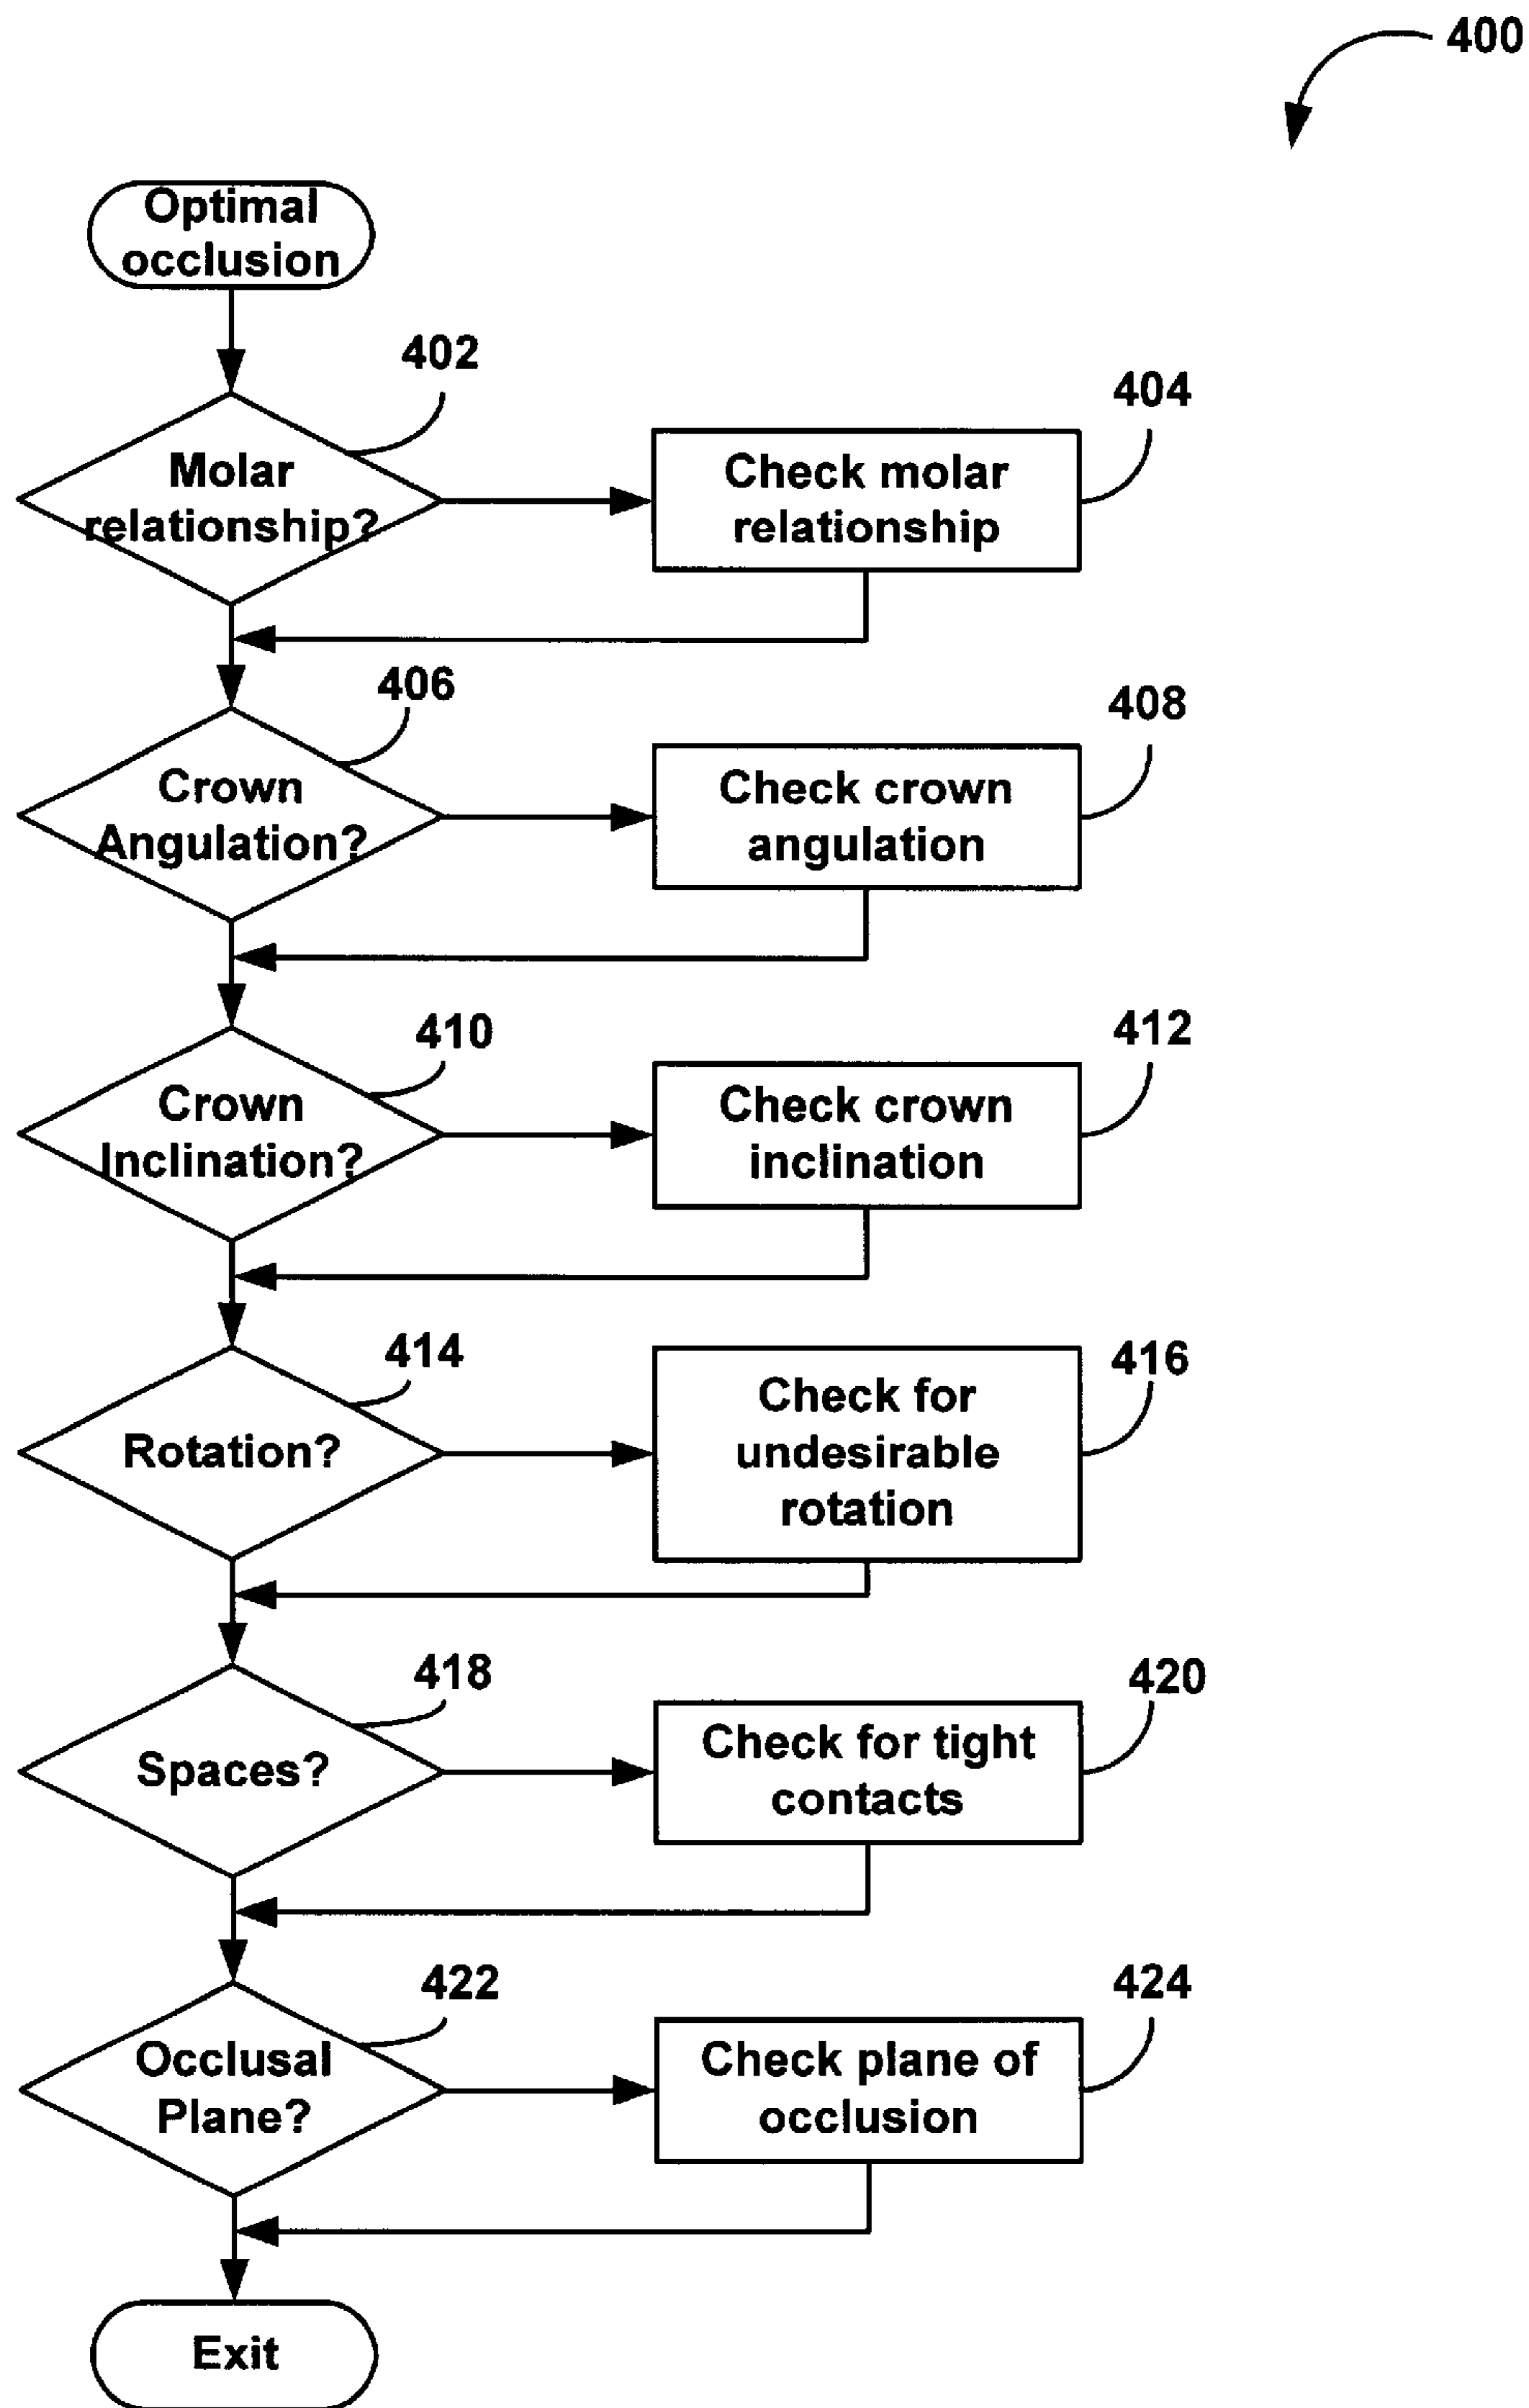 400
Optimal
occlusion
402
404
Molar
relationship?
Check molar
relationship
406
408
Crown
Angulation?
Check crown
angulation
410
412
Crown
Inclination?
Check crown
inclination
414
416
Rotation?
Check for
undesirable
rotation
418
420
Spaces?
Check for tight
contacts
422
424
Occlusal
Plane?
Check plane of
occlusion
Exit